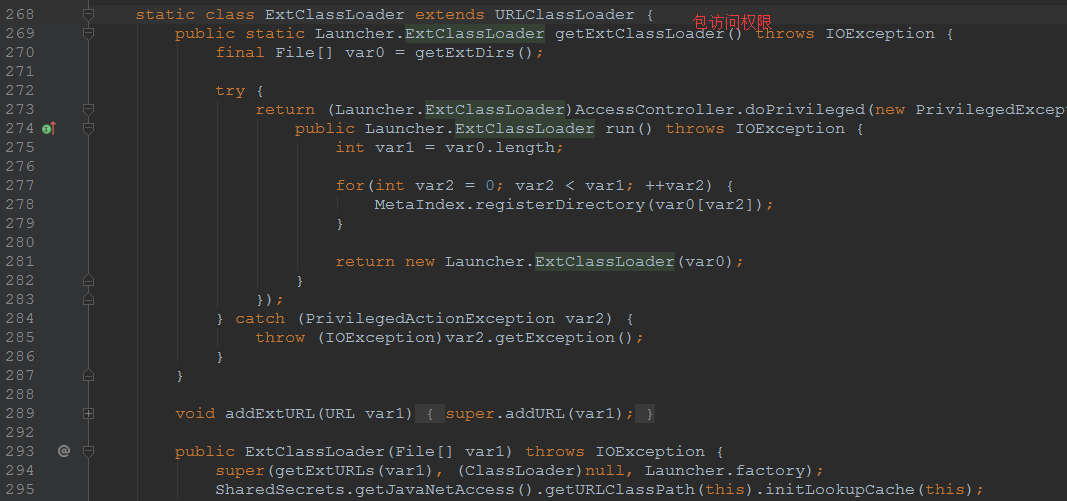 268 static class ExtClassLoader extends URLClassLoader {
包访问权限
269 public static Launcher.ExtClassLoader getExtClassLoader() throws IOException {
270 final File[] var0 = getExtDirs();
271
272 try {
273 return (Launcher.ExtClassLoader)AccessController.doPrivileged(new PrivilegedExcep
274 public Launcher.ExtClassLoader run() throws IOException {
275 int var1 = var0.length;
276
277 for(int var2 = 0; var2 < var1; ++var2) {
278 MetaIndex.registerDirectory(var0[var2]);
279 }
280
281 return new Launcher.ExtClassLoader(var0);
282 }
283 });
284 } catch (PrivilegedActionException var2) {
285 throw (IOException)var2.getException();
286 }
287 }
288
289 void addExtURL(URL var1) { super.addURL(var1); }
292
293 @ public ExtClassLoader(File[] var1) throws IOException {
294 super(getExtURLs(var1), (ClassLoader)null, Launcher.factory);
295 SharedSecrets.getJavaNetAccess().getURLClassPath(this).initLookupCache(this);